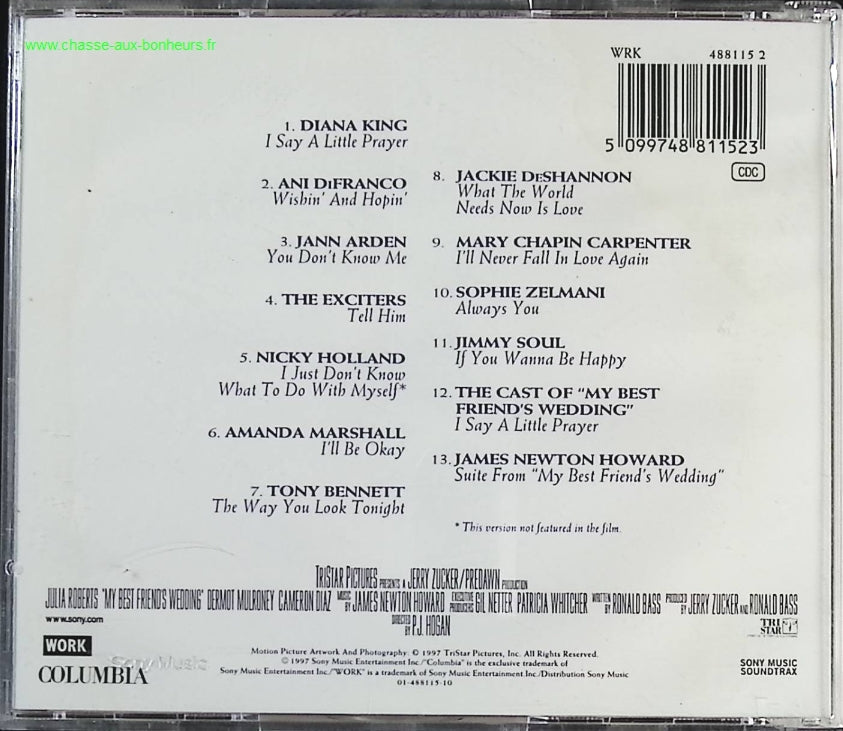 www.chasse-aux-bonheurs.fr
WRK 488115 2
5 099748 811523
CDC
1. DIANA KING
I Say A Little Prayer
2. ANI DiFRANCO
Wishin' And Hopin'
3. JANN ARDEN
You Don't Know Me
4. THE EXCITERS
Tell Him
5. NICKY HOLLAND
I Just Don't Know
What To Do With Myself*
6. AMANDA MARSHALL
I'll Be Okay
7. TONY BENNETT
The Way You Look Tonight
8. JACKIE DeSHANNON
What The World
Needs Now Is Love
9. MARY CHAPIN CARPENTER
I'll Never Fall In Love Again
10. SOPHIE ZELMANI
Always You
11. JIMMY SOUL
If You Wanna Be Happy
12. THE CAST OF "MY BEST
FRIEND'S WEDDING"
I Say A Little Prayer
13. JAMES NEWTON HOWARD
Suite From "My Best Friend's Wedding"
* This version not featured in the film.
TRISTAR PICTURES PRESENTS A JERRY ZUCKER/PREDAWN PRODUCTION
JULIA ROBERTS "MY BEST FRIEND'S WEDDING" DERMOT MULRONEY CAMERON DIAZ MUSIC BY JAMES NEWTON HOWARD EXECUTIVE PRODUCERS GIL NETTER PATRICIA WHITCHER WRITTEN BY RONALD BASS PRODUCED BY JERRY ZUCKER AND RONALD BASS
DIRECTED BY P.J. HOGAN
www.sony.com
TRI
STAR
WORK
COLUMBIA
Sony Music
Motion Picture Artwork And Photography: © 1997 TriStar Pictures, Inc. All Rights Reserved.
© 1997 Sony Music Entertainment Inc./"Columbia" is the exclusive trademark of
Sony Music Entertainment Inc./"WORK" is a trademark of Sony Music Entertainment Inc./Distribution Sony Music
01-488115-10
SONY MUSIC
SOUNDTRAX